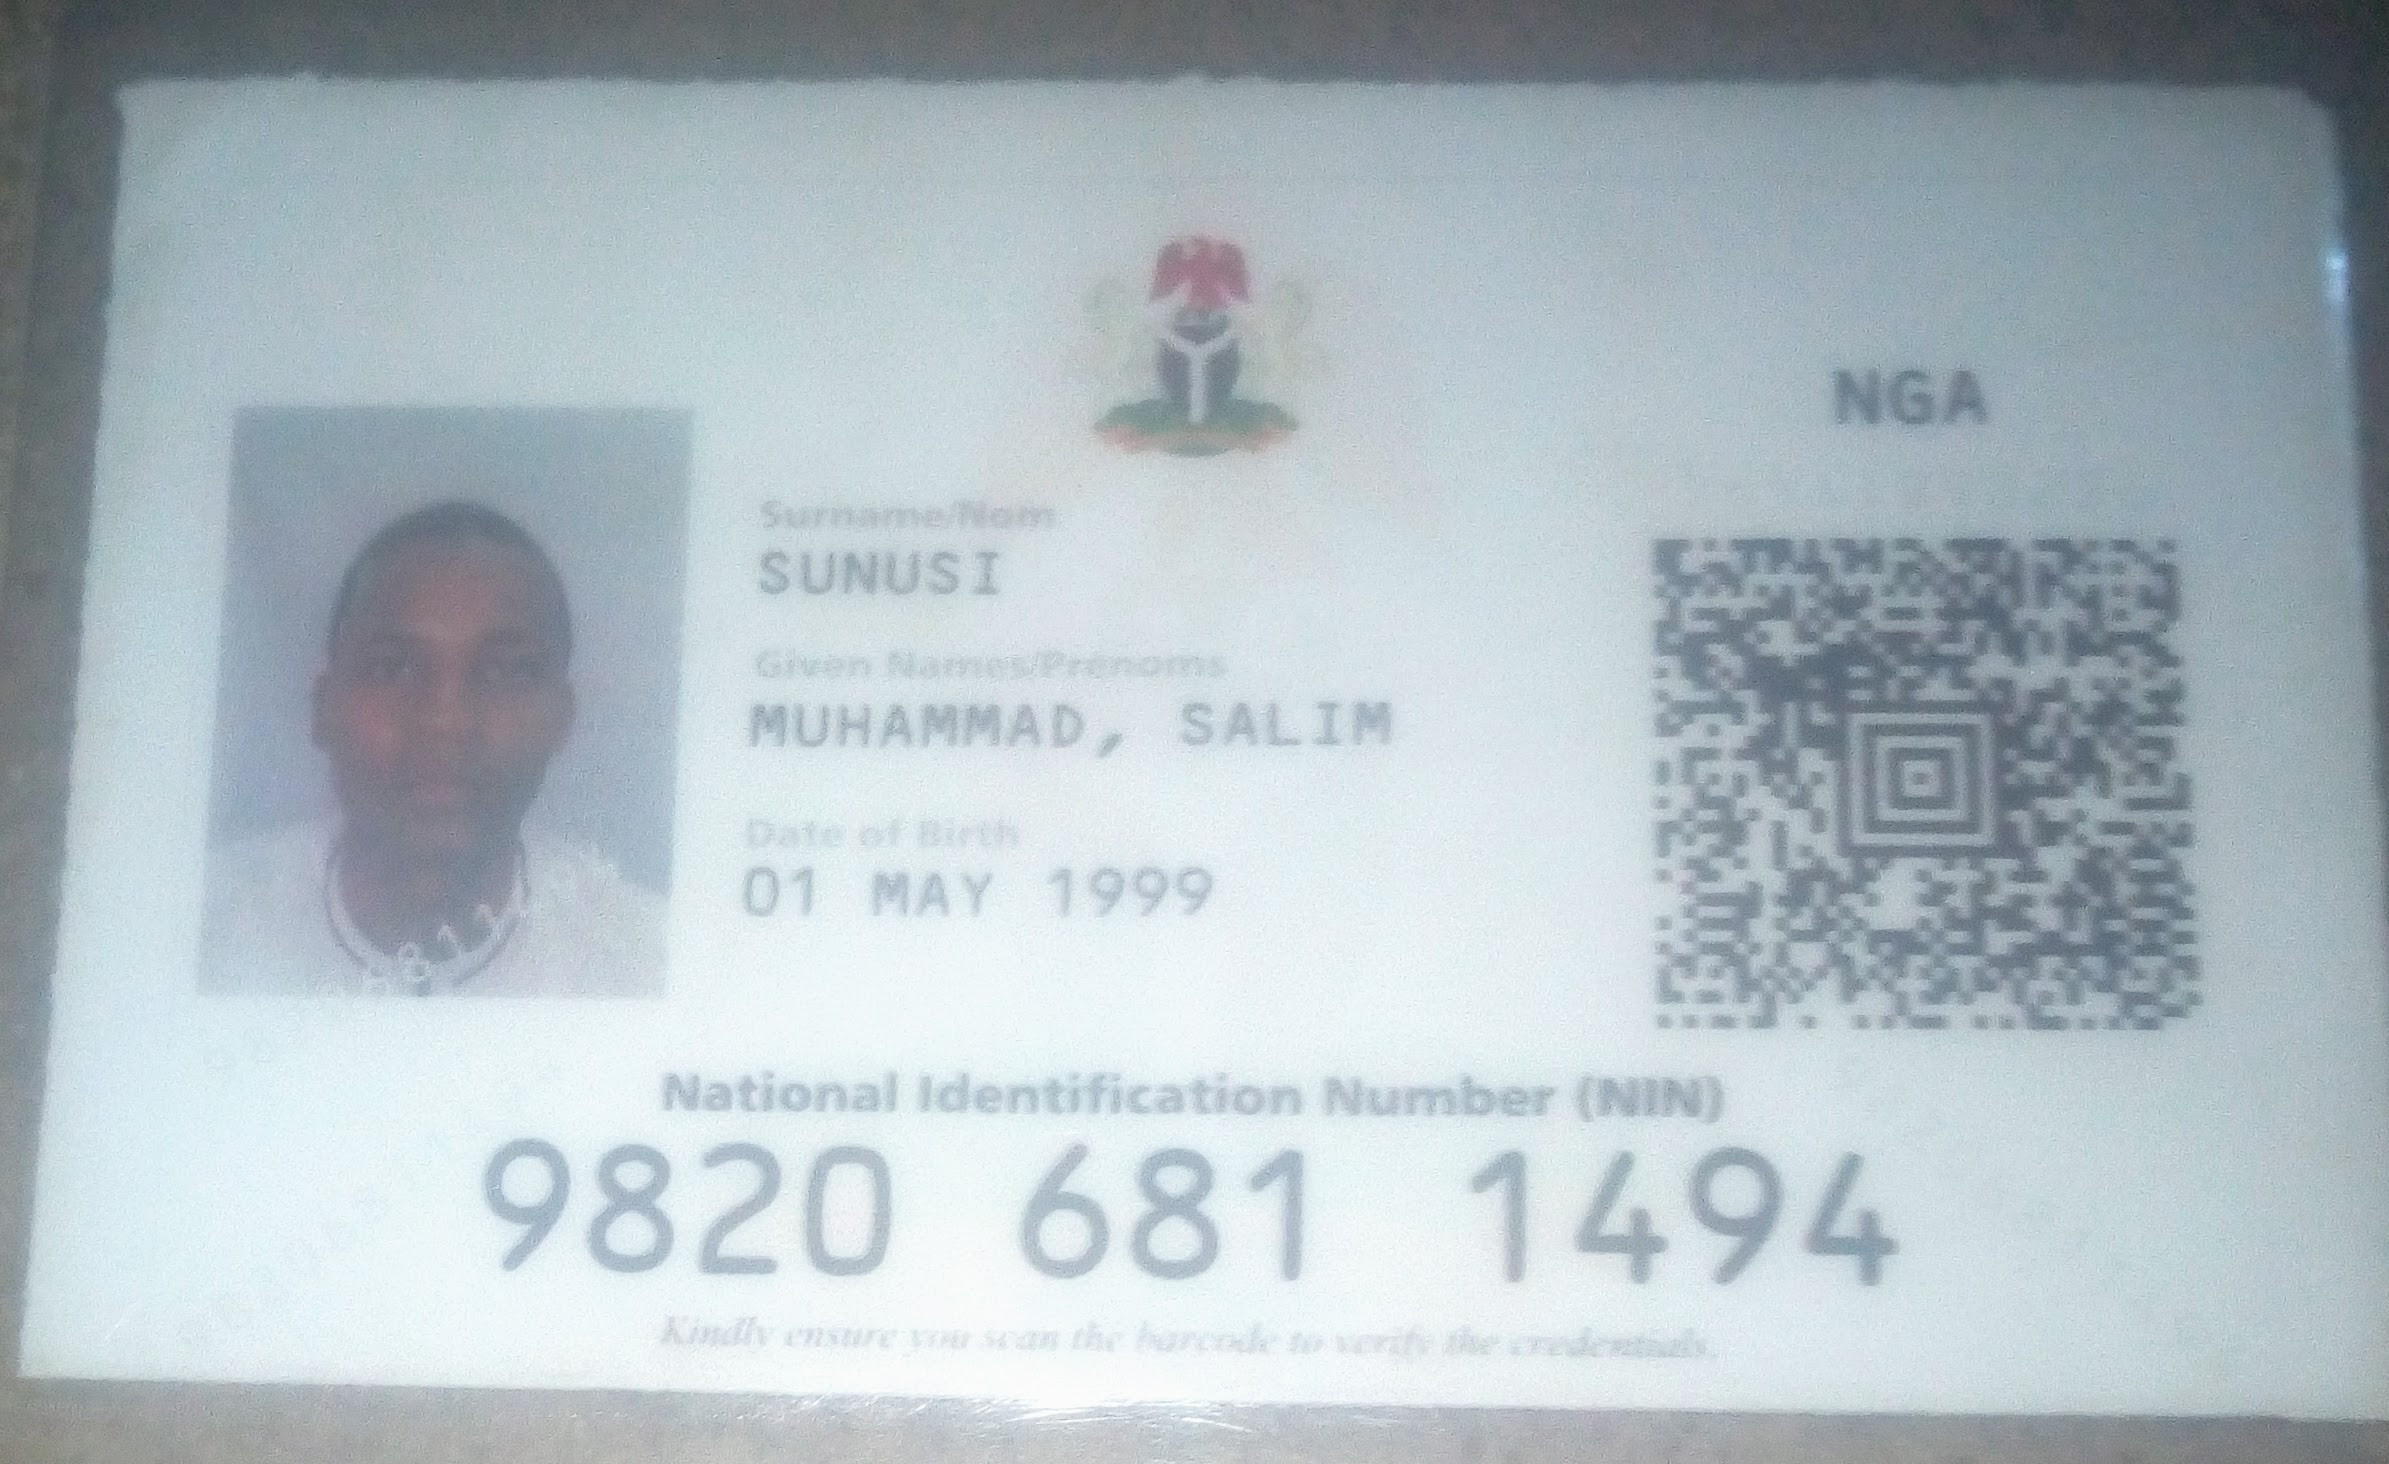 NGA
Surname/Nom
SUNUSI
Given Names/Prénoms
MUHAMMAD, SALIM
Date of Birth
01 MAY 1999
National Identification Number (NIN)
9820 681 1494
Kindly ensure you scan the barcode to verify the credentials.